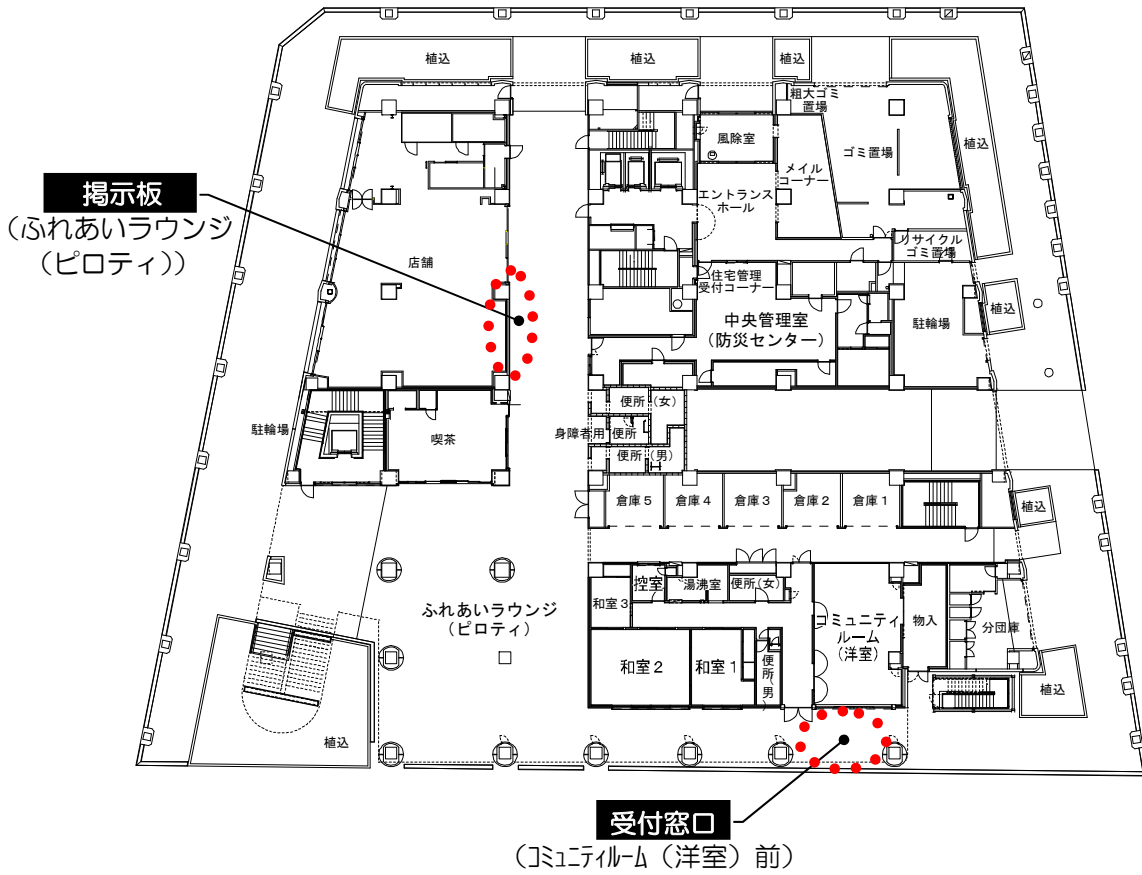 植込
植込
植込
粗大ゴミ
置場
風除室
メイル
コーナー
ゴミ置場
植込
掲示板
(ふれあいラウンジ
(ピロティ))
エントランス
ホール
リサイクル
ゴミ置場
店舗
住宅管理
受付コーナー
植込
中央管理室
(防災センター)
駐輪場
駐輪場
喫茶
便所(女)
身障者用
便所
便所(男)
倉庫5
倉庫4
倉庫3
倉庫2
倉庫1
植込
控室
湯沸室
便所(女)
和室3
ふれあいラウンジ
(ピロティ)
コミュニティ
ルーム
(洋室)
物入
分団庫
和室2
和室1
便所(男)
植込
植込
受付窓口
(コミュニティルーム(洋室)前)